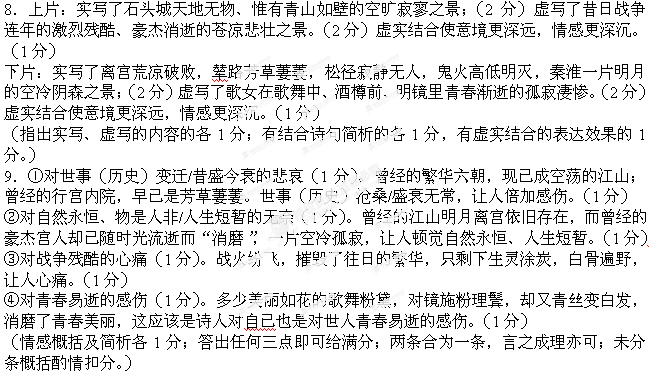 8．上片：实写了石头城天地无物、惟有青山如壁的空旷寂寥之景；（2分）虚写了昔日战争
连年的激烈残酷、豪杰消逝的苍凉悲壮之景。（2分）虚实结合使意境更深远，情感更深沉。
（1分）
下片：实写了离宫荒凉破败，辇路芳草萋萋，松径寂静无人，鬼火高低明灭，秦淮一片明月
的空冷阴森之景；（2分）虚写了歌女在歌舞中、酒樽前．明镜里青春渐逝的孤寂凄惨。（2分）
虚实结合使意境更深远，情感更深沉。（1分）
（指出实写、虚写的内容的各1分；有结合诗句简析的各1分，有虚实结合的表达效果的1
分。）
9．①对世事（历史）变迁/昔盛今衰的悲哀（1分）。曾经的繁华六朝，现已成空荡的江山；
曾经的行宫内院，早已是芳草萋萋。世事（历史）沧桑/盛衰无常，让人倍加感伤。（1分）
②对自然永恒、物是人非/人生短暂的无奈（1分）。曾经的江山明月离宫依旧存在，而曾经的
豪杰宫人却已随时光流逝而“消磨”，一片空冷孤寂，让人顿觉自然永恒、人生短暂。（1分）
③对战争残酷的心痛（1分）。战火纷飞，摧毁了往日的繁华，只剩下生灵涂炭，白骨遍野，
让人心痛。（1分）
④对青春易逝的感伤（1分）。多少美丽如花的歌舞粉黛，对镜施粉理鬓，却又青丝变白发，
消磨了青春美丽，这应该是诗人对自己也是对世人青春易逝的感伤。（1分）
（情感概括及简析各1分；答出任何三点即可给满分；两条合为一条，言之成理亦可；未分
条概括酌情扣分。）